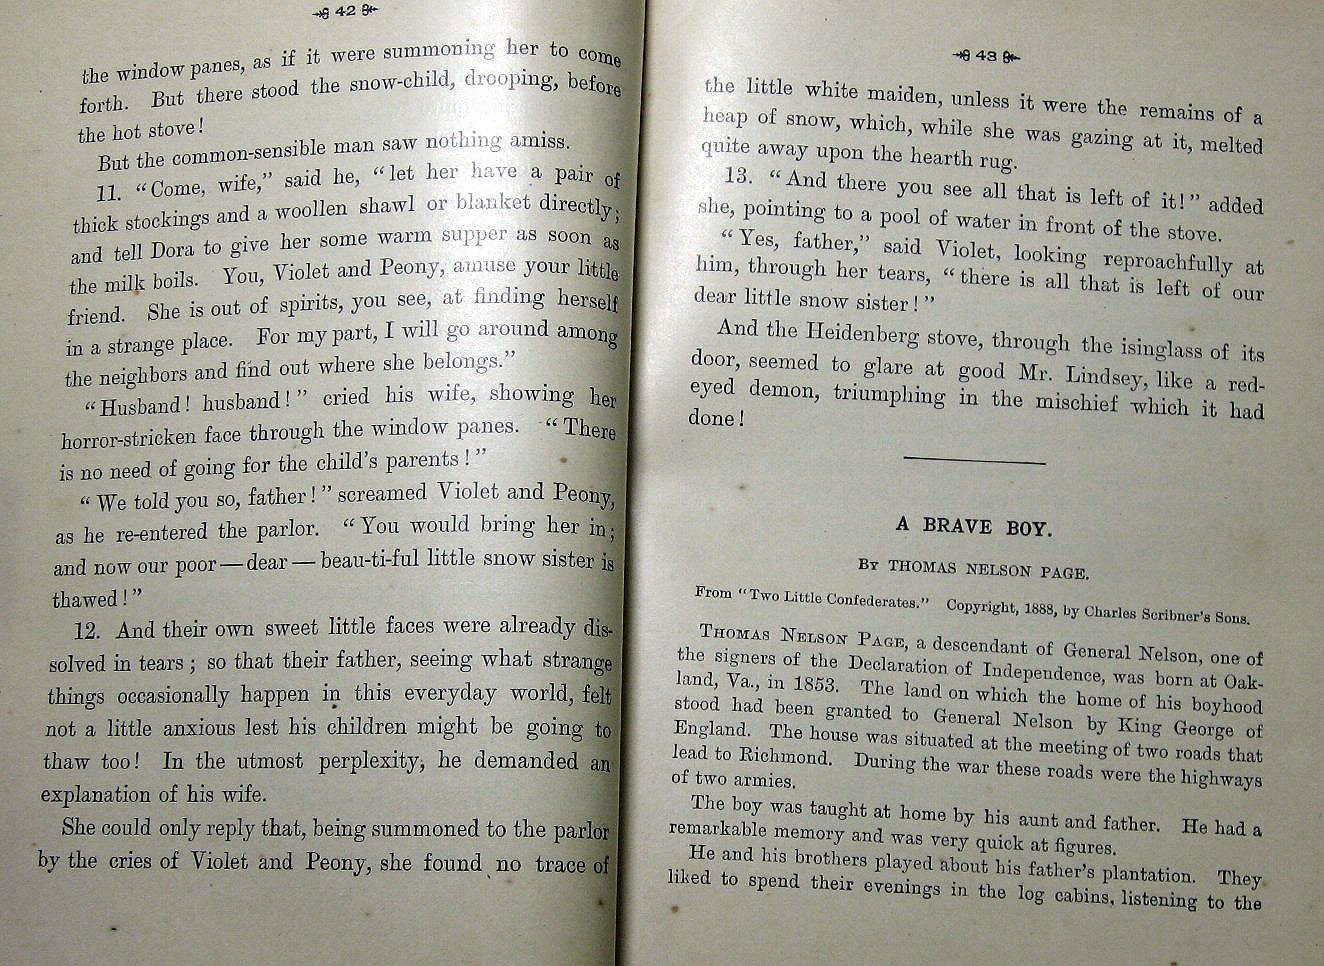 42
the window panes, as if it were summoning her to come
forth. But there stood the snow-child, drooping, before
the hot stove!
But the common-sensible man saw nothing amiss.
11. “Come, wife,” said he, “let her have a pair of
thick stockings and a woollen shawl or blanket directly;
and tell Dora to give her some warm supper as soon as
the milk boils. You, Violet and Peony, amuse your little
friend. She is out of spirits, you see, at finding herself
in a strange place. For my part, I will go around among
the neighbors and find out where she belongs.”
“Husband! husband!” cried his wife, showing her
horror-stricken face through the window panes. “There
is no need of going for the child's parents!”
“We told you so, father!” screamed Violet and Peony,
as he re-entered the parlor. “You would bring her in;
and now our poor—dear—beau-ti-ful little snow sister is
thawed!”
12. And their own sweet little faces were already dis-
solved in tears; so that their father, seeing what strange
things occasionally happen in this everyday world, felt
not a little anxious lest his children might be going to
thaw too! In the utmost perplexity, he demanded an
explanation of his wife.
She could only reply that, being summoned to the parlor
by the cries of Violet and Peony, she found no trace of
43
the little white maiden, unless it were the remains of a
heap of snow, which, while she was gazing at it, melted
quite away upon the hearth rug.
13. “And there you see all that is left of it!” added
she, pointing to a pool of water in front of the stove.
“Yes, father,” said Violet, looking reproachfully at
him, through her tears, “there is all that is left of our
dear little snow sister!”
And the Heidenberg stove, through the isinglass of its
door, seemed to glare at good Mr. Lindsey, like a red-
eyed demon, triumphing in the mischief which it had
done!
A BRAVE BOY.
BY THOMAS NELSON PAGE.
From “Two Little Confederates.” Copyright, 1888, by Charles Scribner's Sons.
THOMAS NELSON PAGE, a descendant of General Nelson, one of
the signers of the Declaration of Independence, was born at Oak-
land, Va., in 1853. The land on which the home of his boyhood
stood had been granted to General Nelson by King George of
England. The house was situated at the meeting of two roads that
lead to Richmond. During the war these roads were the highways
of two armies.
The boy was taught at home by his aunt and father. He had a
remarkable memory and was very quick at figures.
He and his brothers played about his father's plantation. They
liked to spend their evenings in the log cabins, listening to the